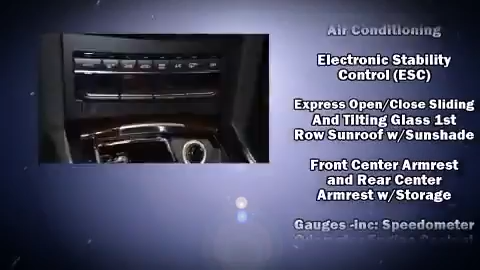 Air Conditioning
Electronic Stability
Control (ESC)
Express Open/Close Sliding
And Tilting Glass 1st
Row Sunroof w/Sunshade
Front Center Armrest
and Rear Center
Armrest w/Storage
Gauges -inc: Speedometer